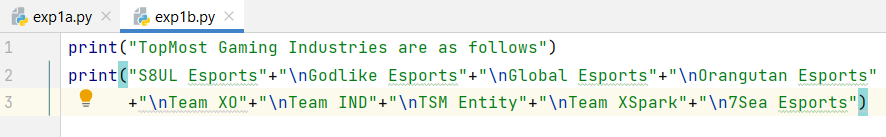 exp1a.py exp1b.py
1 print("TopMost Gaming Industries are as follows")
2 print("S8UL Esports"+"\nGodlike Esports"+"\nGlobal Esports"+"\nOrangutan Esports"
3 +"\nTeam XO"+"\nTeam IND"+"\nTSM Entity"+"\nTeam XSpark"+"\n7Sea Esports")